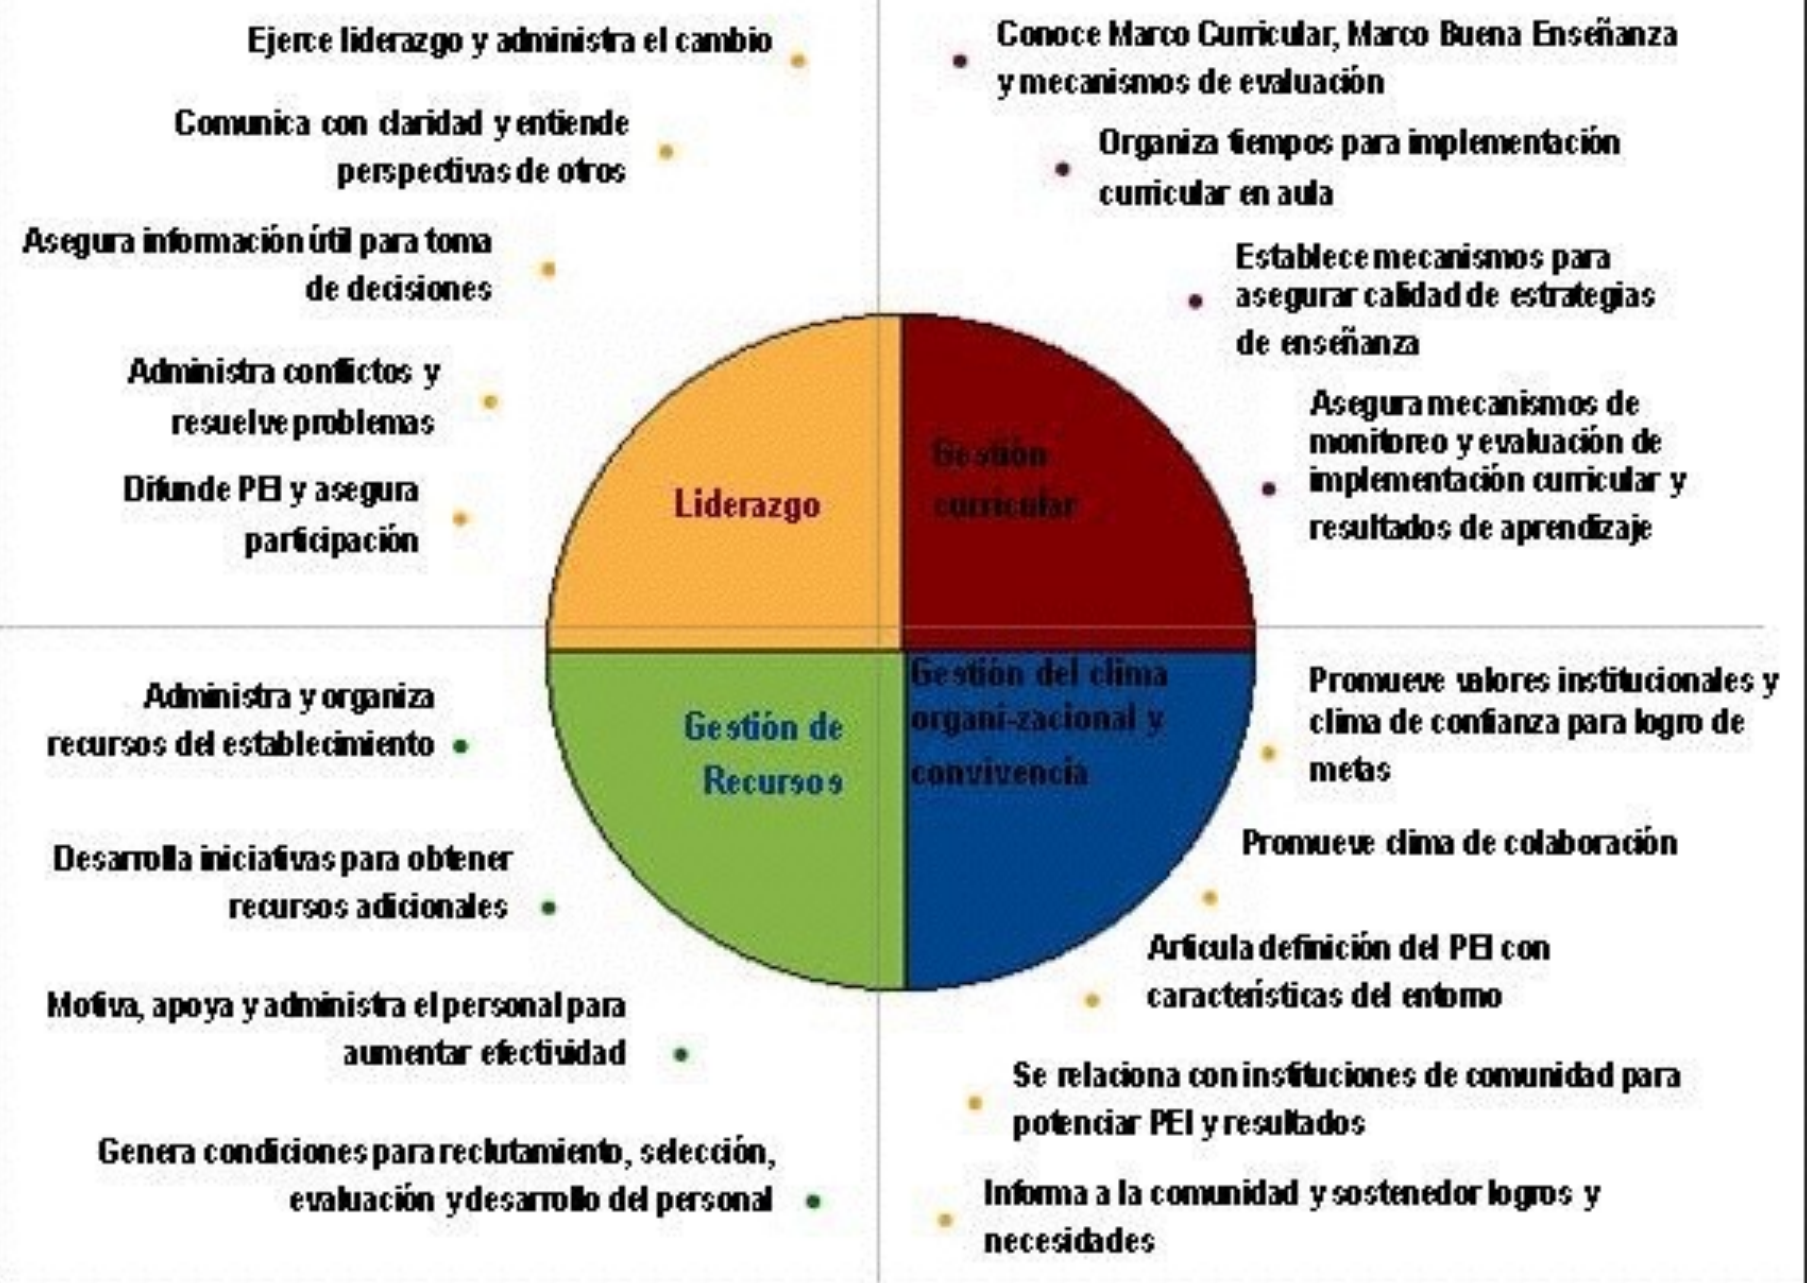 Ejerce liderazgo y administra el cambio
Comunica con claridad y entiende
perspectivas de otros
Asegura información útil para toma
de decisiones
Administra conflictos y
resuelve problemas
Difunde PEI y asegura
participación
Conoce Marco Curricular, Marco Buena Enseñanza
y mecanismos de evaluación
Organiza tiempos para implementación
curricular en aula
Establece mecanismos para
asegurar calidad de estrategias
de enseñanza
Asegura mecanismos de
monitoreo y evaluación de
implementación curricular y
resultados de aprendizaje
Liderazgo
Gestión
curricular
Gestión de
Recursos
Gestión del clima
organi-zacional y
convivencia
Administra y organiza
recursos del establecimiento
Desarrolla iniciativas para obtener
recursos adicionales
Motiva, apoya y administra el personal para
aumentar efectividad
Genera condiciones para reclutamiento, selección,
evaluación y desarrollo del personal
Promueve valores institucionales y
clima de confianza para logro de
metas
Promueve clima de colaboración
Articula definición del PEI con
características del entorno
Se relaciona con instituciones de comunidad para
potenciar PEI y resultados
Informa a la comunidad y sostenedor logros y
necesidades